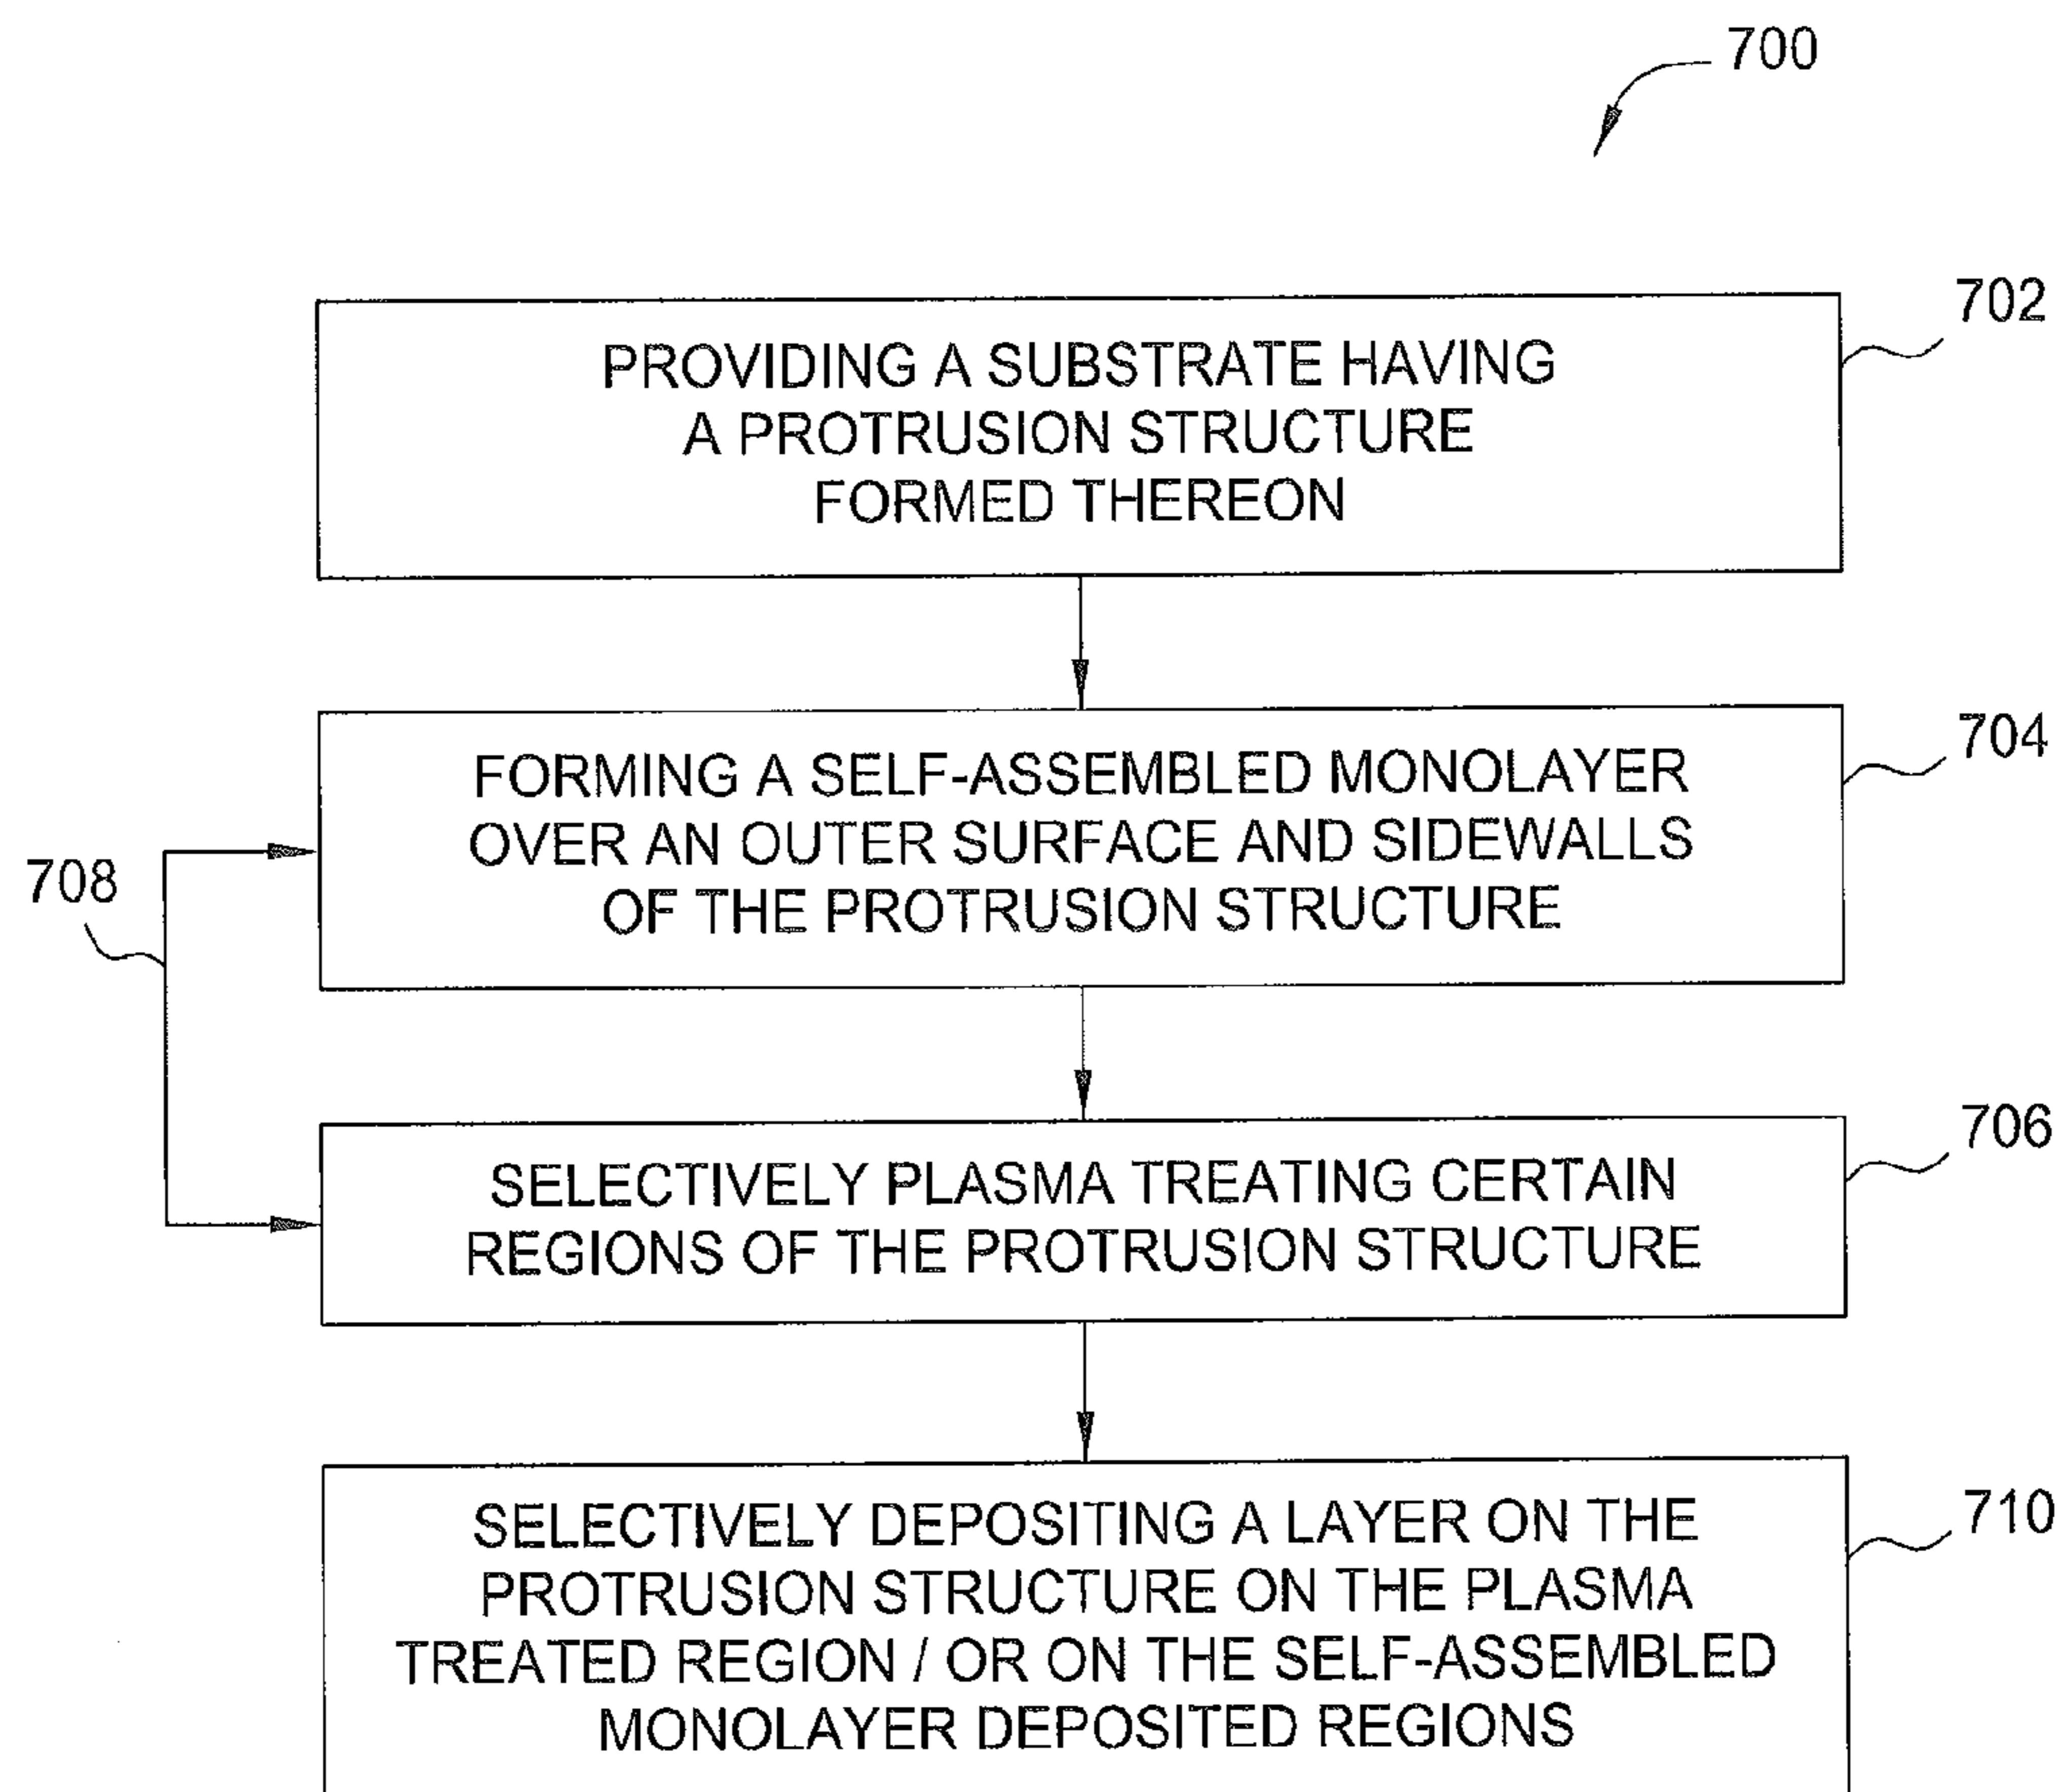 700
702
PROVIDING A SUBSTRATE HAVING
A PROTRUSION STRUCTURE
FORMED THEREON
704
FORMING A SELF-ASSEMBLED MONOLAYER
OVER AN OUTER SURFACE AND SIDEWALLS
OF THE PROTRUSION STRUCTURE
708
706
SELECTIVELY PLASMA TREATING CERTAIN
REGIONS OF THE PROTRUSION STRUCTURE
710
SELECTIVELY DEPOSITING A LAYER ON THE
PROTRUSION STRUCTURE ON THE PLASMA
TREATED REGION / OR ON THE SELF-ASSEMBLED
MONOLAYER DEPOSITED REGIONS